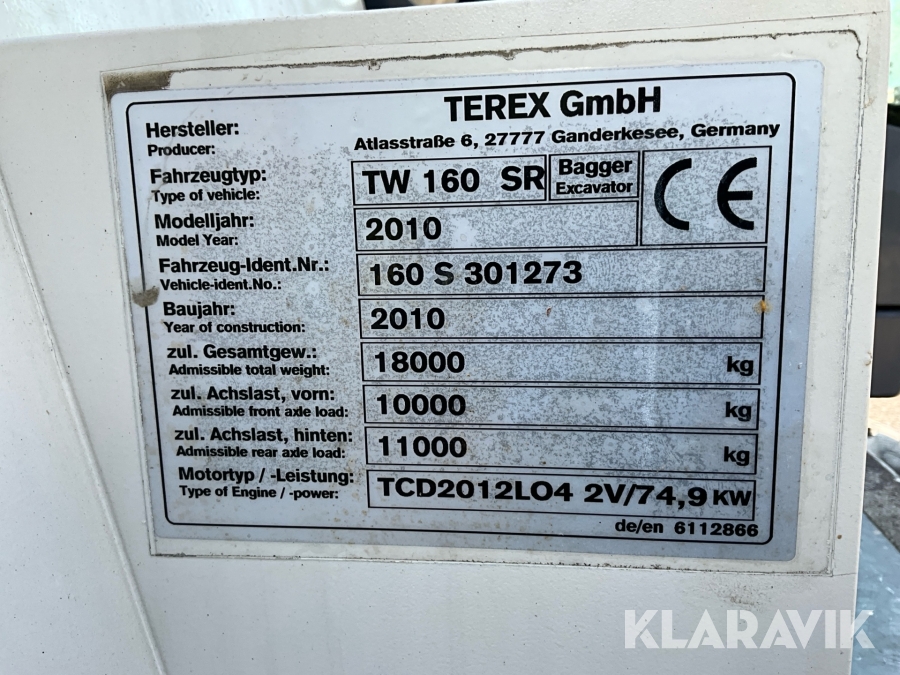 TEREX GmbH
Hersteller:
Producer:
Atlasstraße 6, 27777 Ganderkesee, Germany
Fahrzeugtyp:
Type of vehicle:
TW 160 SR
Bagger
Excavator
CE
Modelljahr:
Model Year:
2010
Fahrzeug-Ident.Nr.:
Vehicle-ident.No.:
160 S 301273
Baujahr:
Year of construction:
2010
zul. Gesamtgew.:
Admissible total weight:
18000 kg
zul. Achslast, vorn:
Admissible front axle load:
10000 kg
zul. Achslast, hinten:
Admissible rear axle load:
11000 kg
Motortyp / -Leistung:
Type of Engine / -power:
TCD2012LO4 2V/74,9 KW
de/en 6112866
KLARAVIK